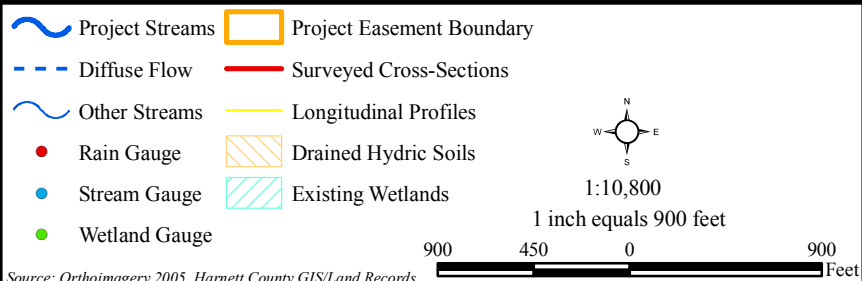 Project Streams Project Easement Boundary
Diffuse Flow Surveyed Cross-Sections
Other Streams Longitudinal Profiles
Rain Gauge Drained Hydric Soils
Stream Gauge Existing Wetlands
Wetland Gauge
N
W E
S
1:10,800
1 inch equals 900 feet
900 450 0 900
Feet
Source: Orthoimagery 2005, Harnett County GIS/Land Records